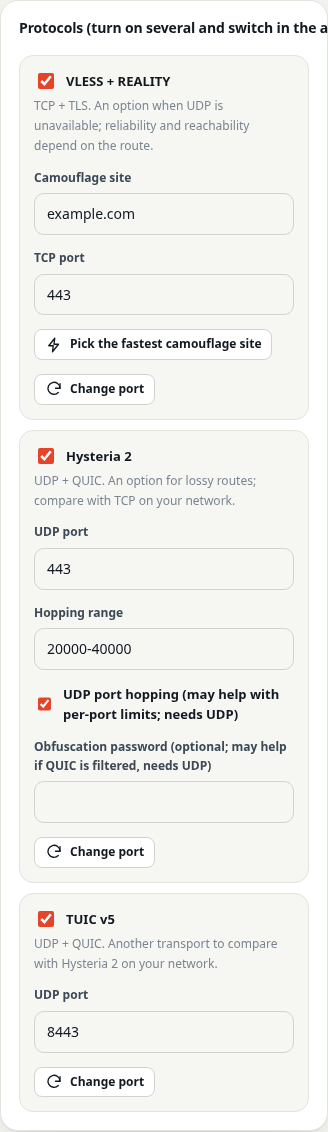 Protocols (turn on several and switch in the a
VLESS + REALITY
TCP + TLS. An option when UDP is
unavailable; reliability and reachability
depend on the route.
Camouflage site
example.com
TCP port
443
Pick the fastest camouflage site
Change port
Hysteria 2
UDP + QUIC. An option for lossy routes;
compare with TCP on your network.
UDP port
443
Hopping range
20000-40000
UDP port hopping (may help with
per-port limits; needs UDP)
Obfuscation password (optional; may help
if QUIC is filtered, needs UDP)
Change port
TUIC v5
UDP + QUIC. Another transport to compare
with Hysteria 2 on your network.
UDP port
8443
Change port